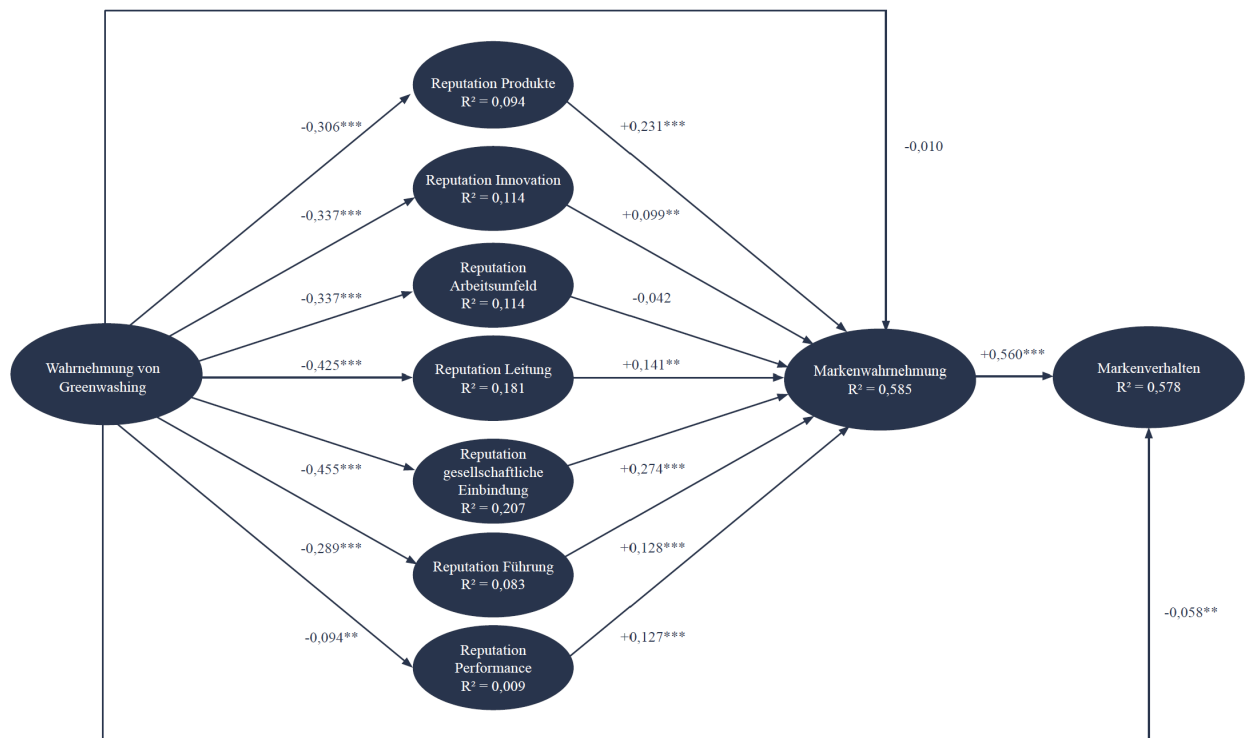 Reputation Produkte
R² = 0,094
-0,306***
+0,231***
-0,010
Reputation Innovation
R² = 0,114
-0,337***
+0,099**
Reputation
Arbeitsumfeld
R² = 0,114
-0,337***
-0,042
Wahrnehmung von
Greenwashing
-0,425***
Reputation Leitung
R² = 0,181
+0,141**
Markenwahrnehmung
R² = 0,585
+0,560***
Markenverhalten
R² = 0,578
Reputation
gesellschaftliche
Einbindung
R² = 0,207
-0,455***
+0,274***
-0,289***
Reputation Führung
R² = 0,083
+0,128***
-0,058**
-0,094**
Reputation
Performance
R² = 0,009
+0,127***